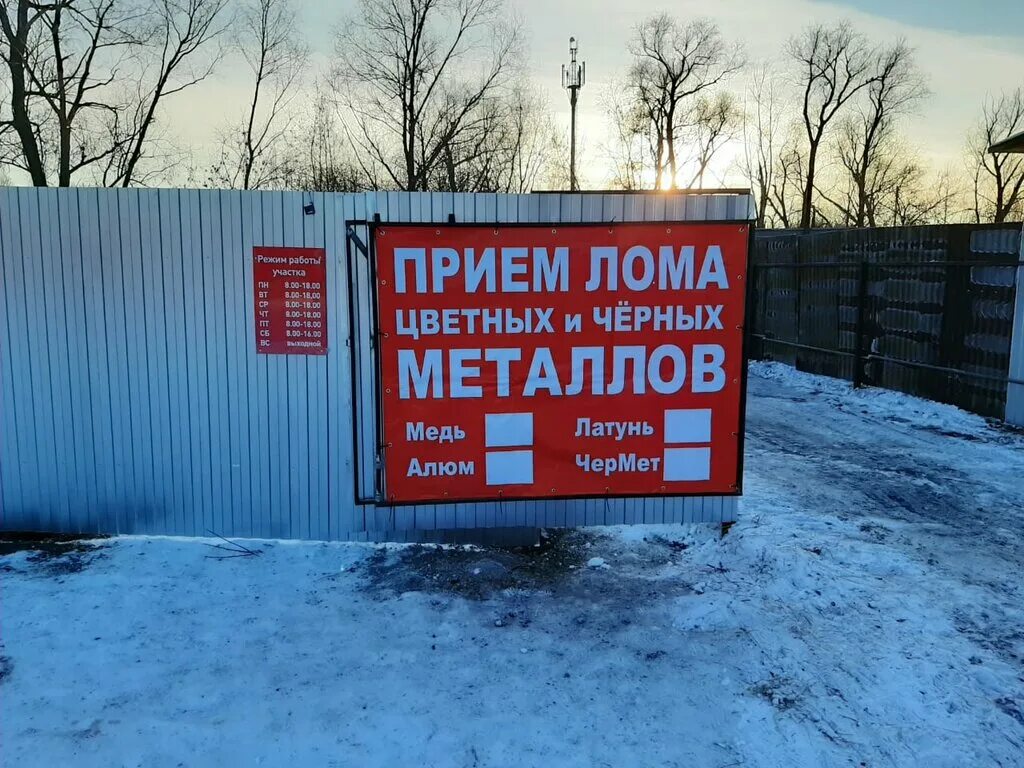 Режим работы
участка
ПН 8.00-18.00
ВТ 8.00-18.00
СР 8.00-18.00
ЧТ 8.00-18.00
ПТ 8.00-18.00
СБ 8.00-16.00
ВС выходной
ПРИЕМ ЛОМА
ЦВЕТНЫХ и ЧЁРНЫХ
МЕТАЛЛОВ
Медь Латунь
Алюм ЧерМет